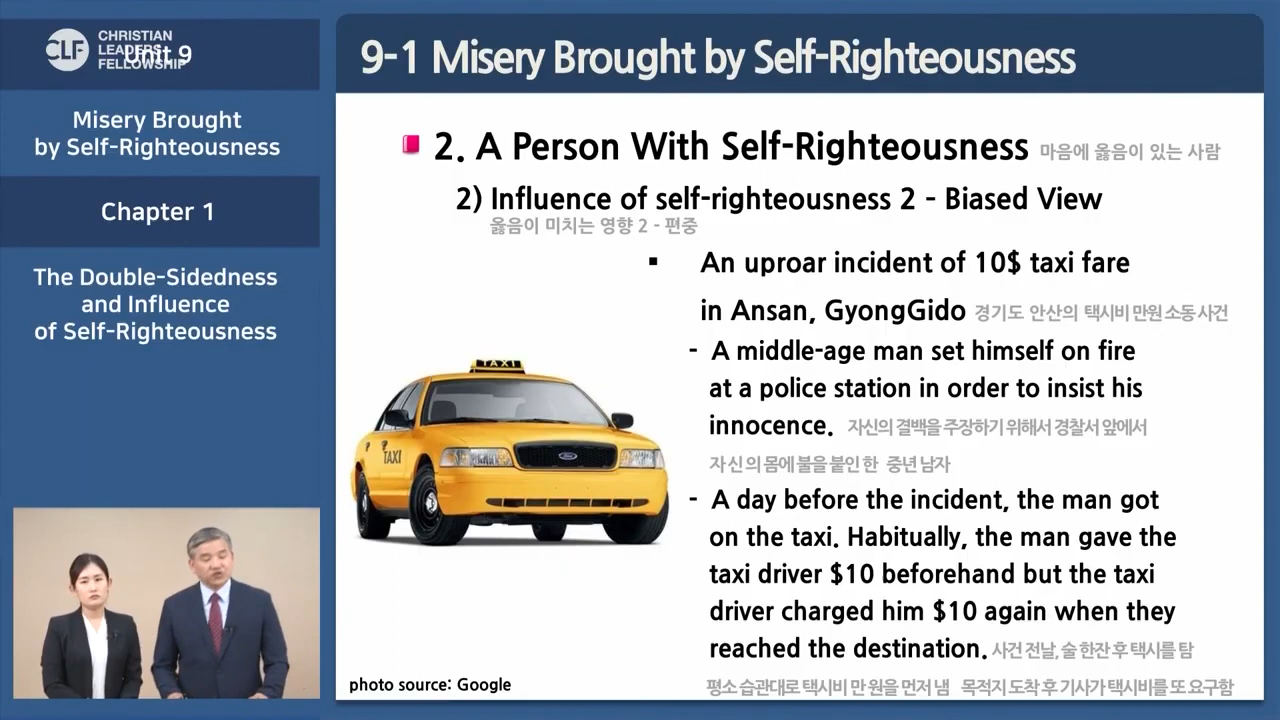 CLF
CHRISTIAN
LEADERS
FELLOWSHIP
Unit 9
Misery Brought
by Self-Righteousness
Chapter 1
The Double-Sidedness
and Influence
of Self-Righteousness
9-1 Misery Brought by Self-Righteousness
2. A Person With Self-Righteousness 마음에 옳음이 있는 사람
2) Influence of self-righteousness 2 - Biased View
옳음이 미치는 영향 2 - 편중
▪ An uproar incident of 10$ taxi fare
in Ansan, GyongGido 경기도 안산의 택시비 만원 소동 사건
- A middle-age man set himself on fire
at a police station in order to insist his
innocence. 자신의 결백을 주장하기 위해서 경찰서 앞에서
자신의 몸에 불을 붙인 한 중년 남자
- A day before the incident, the man got
on the taxi. Habitually, the man gave the
taxi driver $10 beforehand but the taxi
driver charged him $10 again when they
reached the destination. 사건 전날, 술 한잔 후 택시를 탐
평소 습관대로 택시비 만 원을 먼저 냄 목적지 도착 후 기사가 택시비를 또 요구함
TAXI
TAXI
Ford
photo source: Google